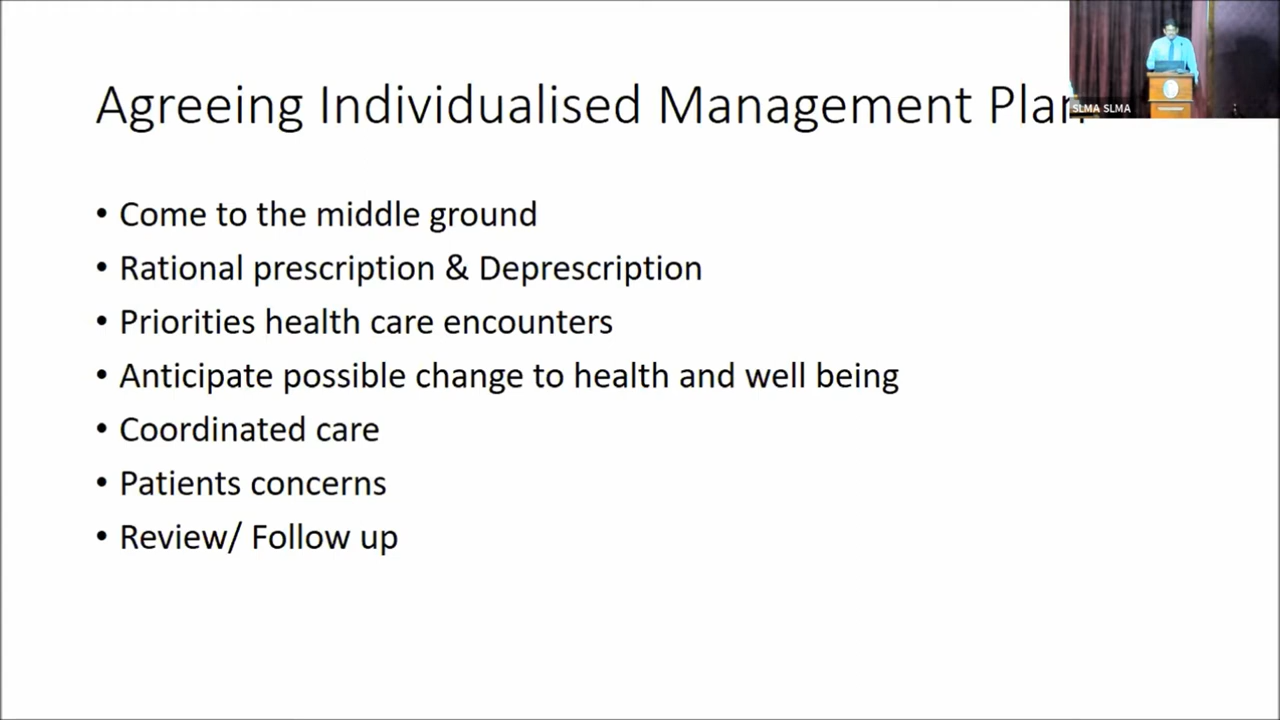 Agreeing Individualised Management Plan
SLMA SLMA
• Come to the middle ground
• Rational prescription & Deprescription
• Priorities health care encounters
• Anticipate possible change to health and well being
• Coordinated care
• Patients concerns
• Review/ Follow up